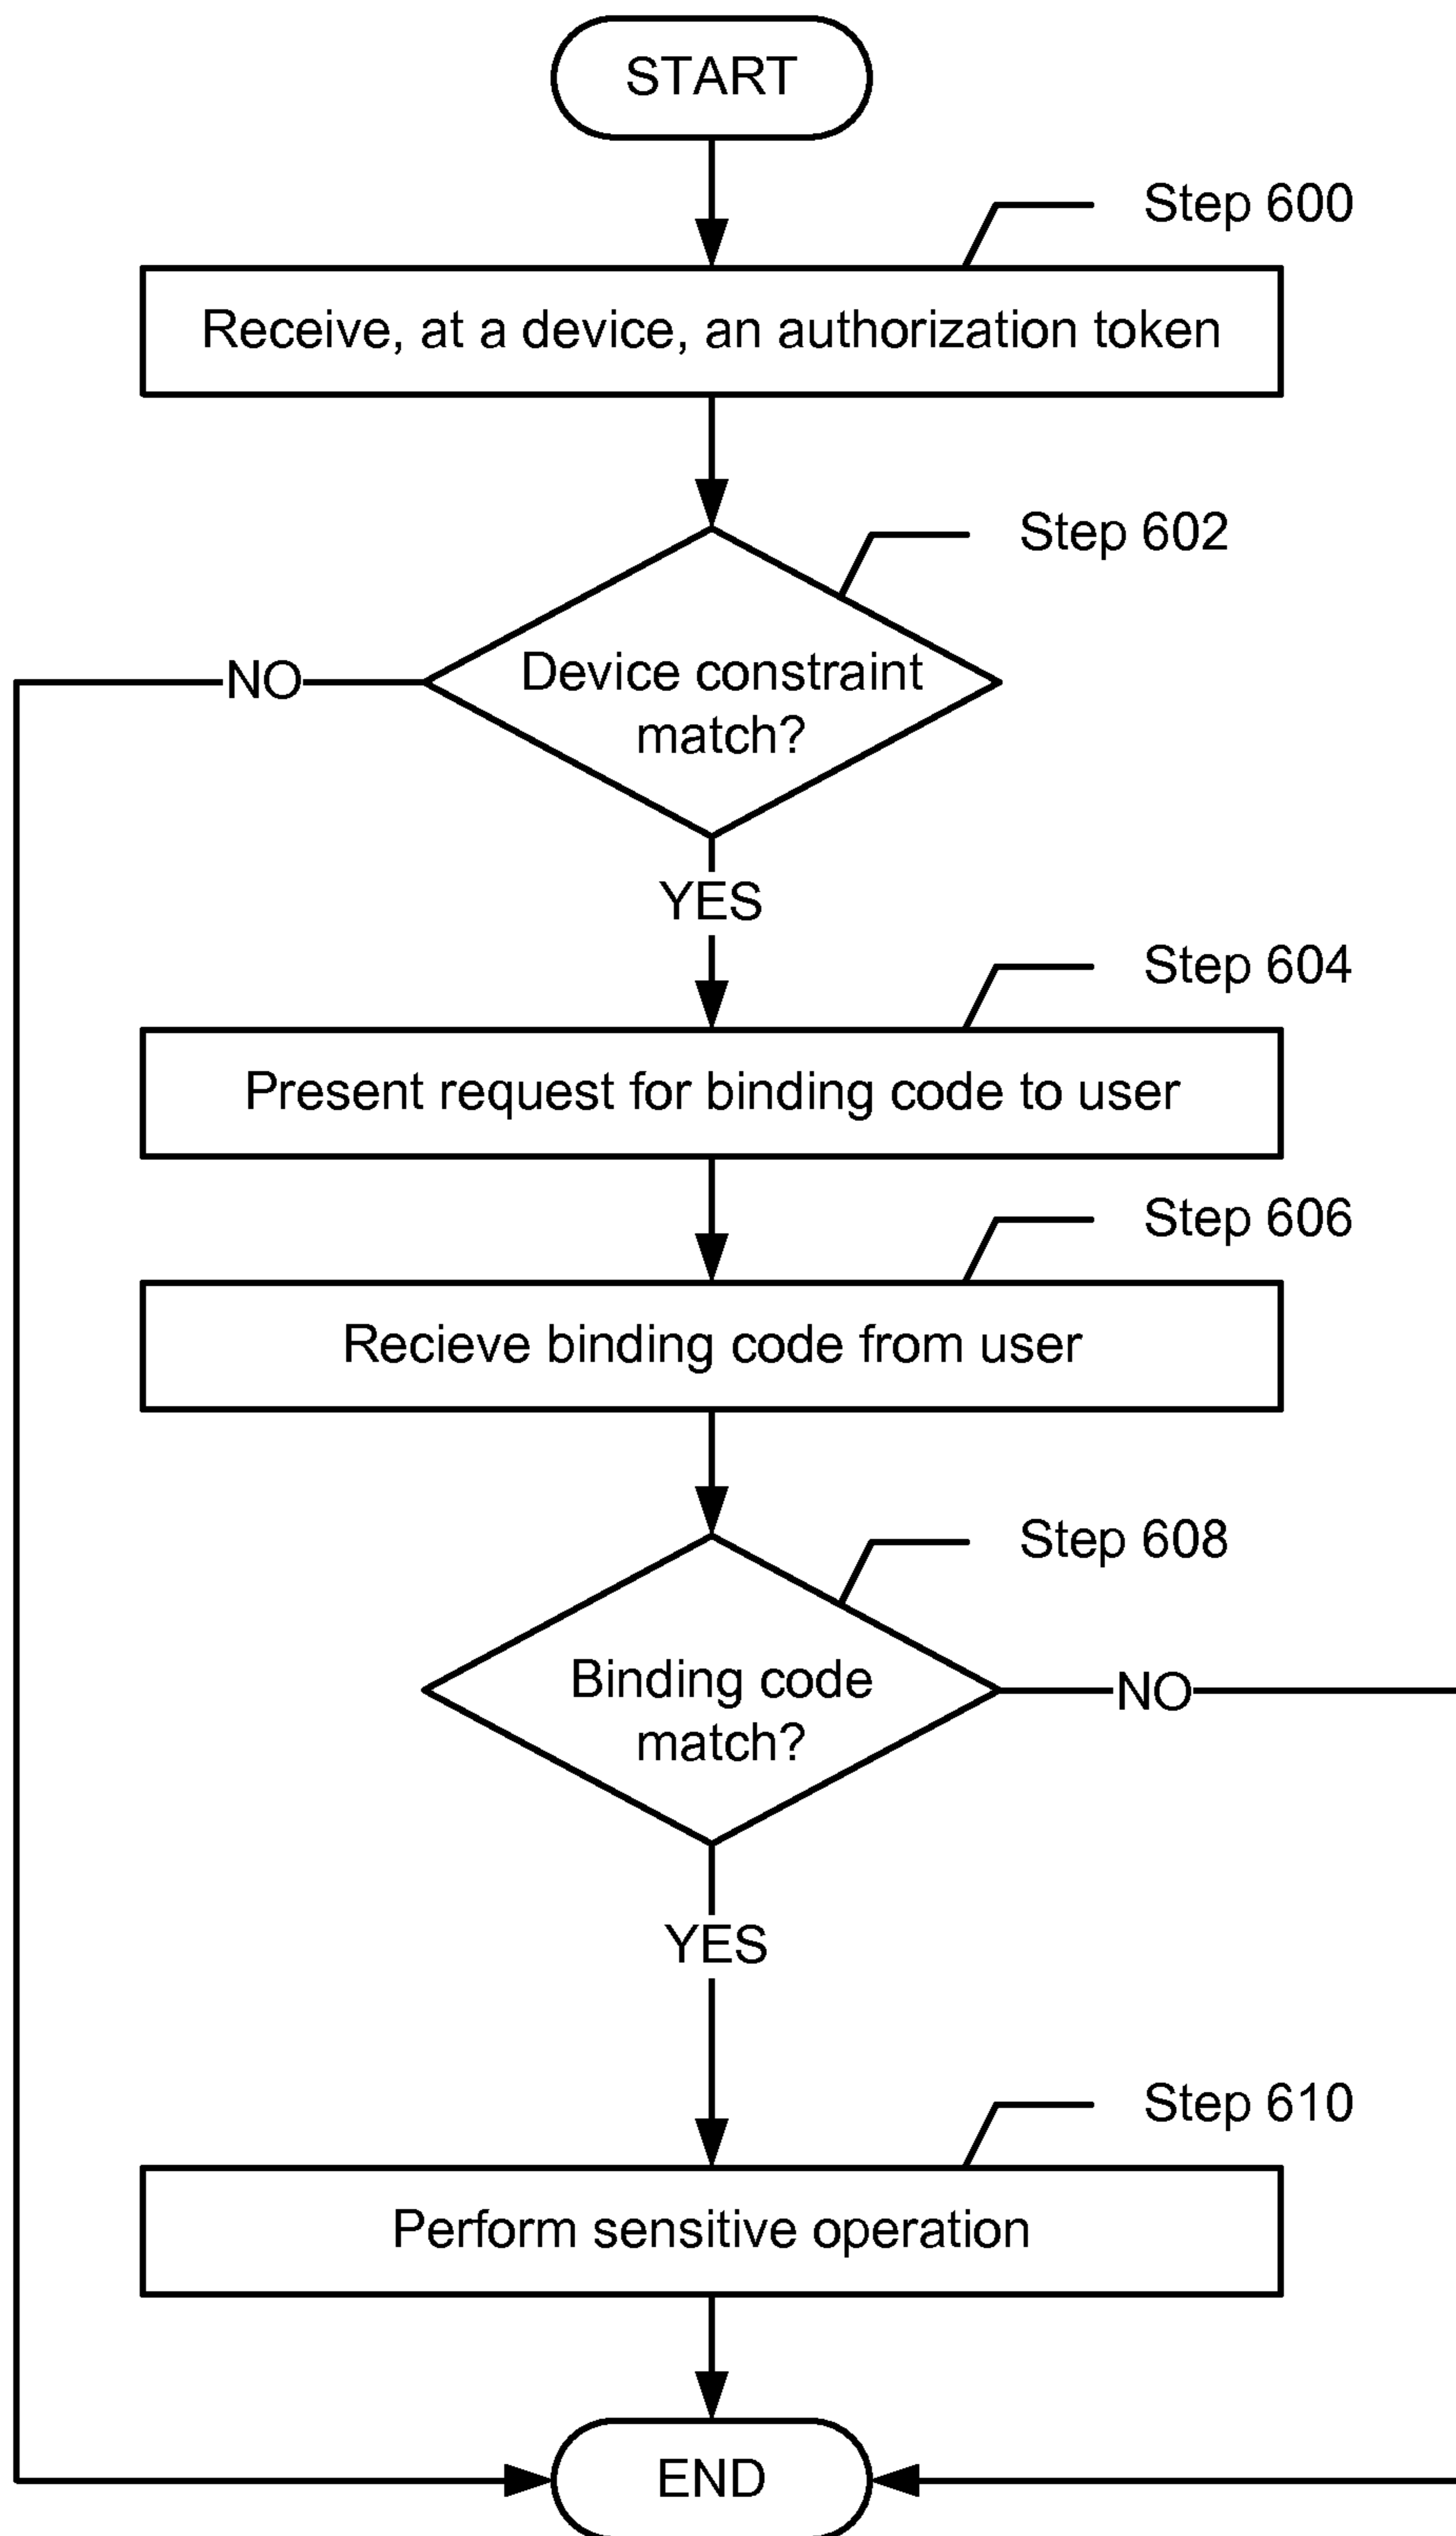 START
Step 600
Receive, at a device, an authorization token
Step 602
Device constraint
match?
NO
YES
Step 604
Present request for binding code to user
Step 606
Recieve binding code from user
Step 608
Binding code
match?
NO
YES
Step 610
Perform sensitive operation
END